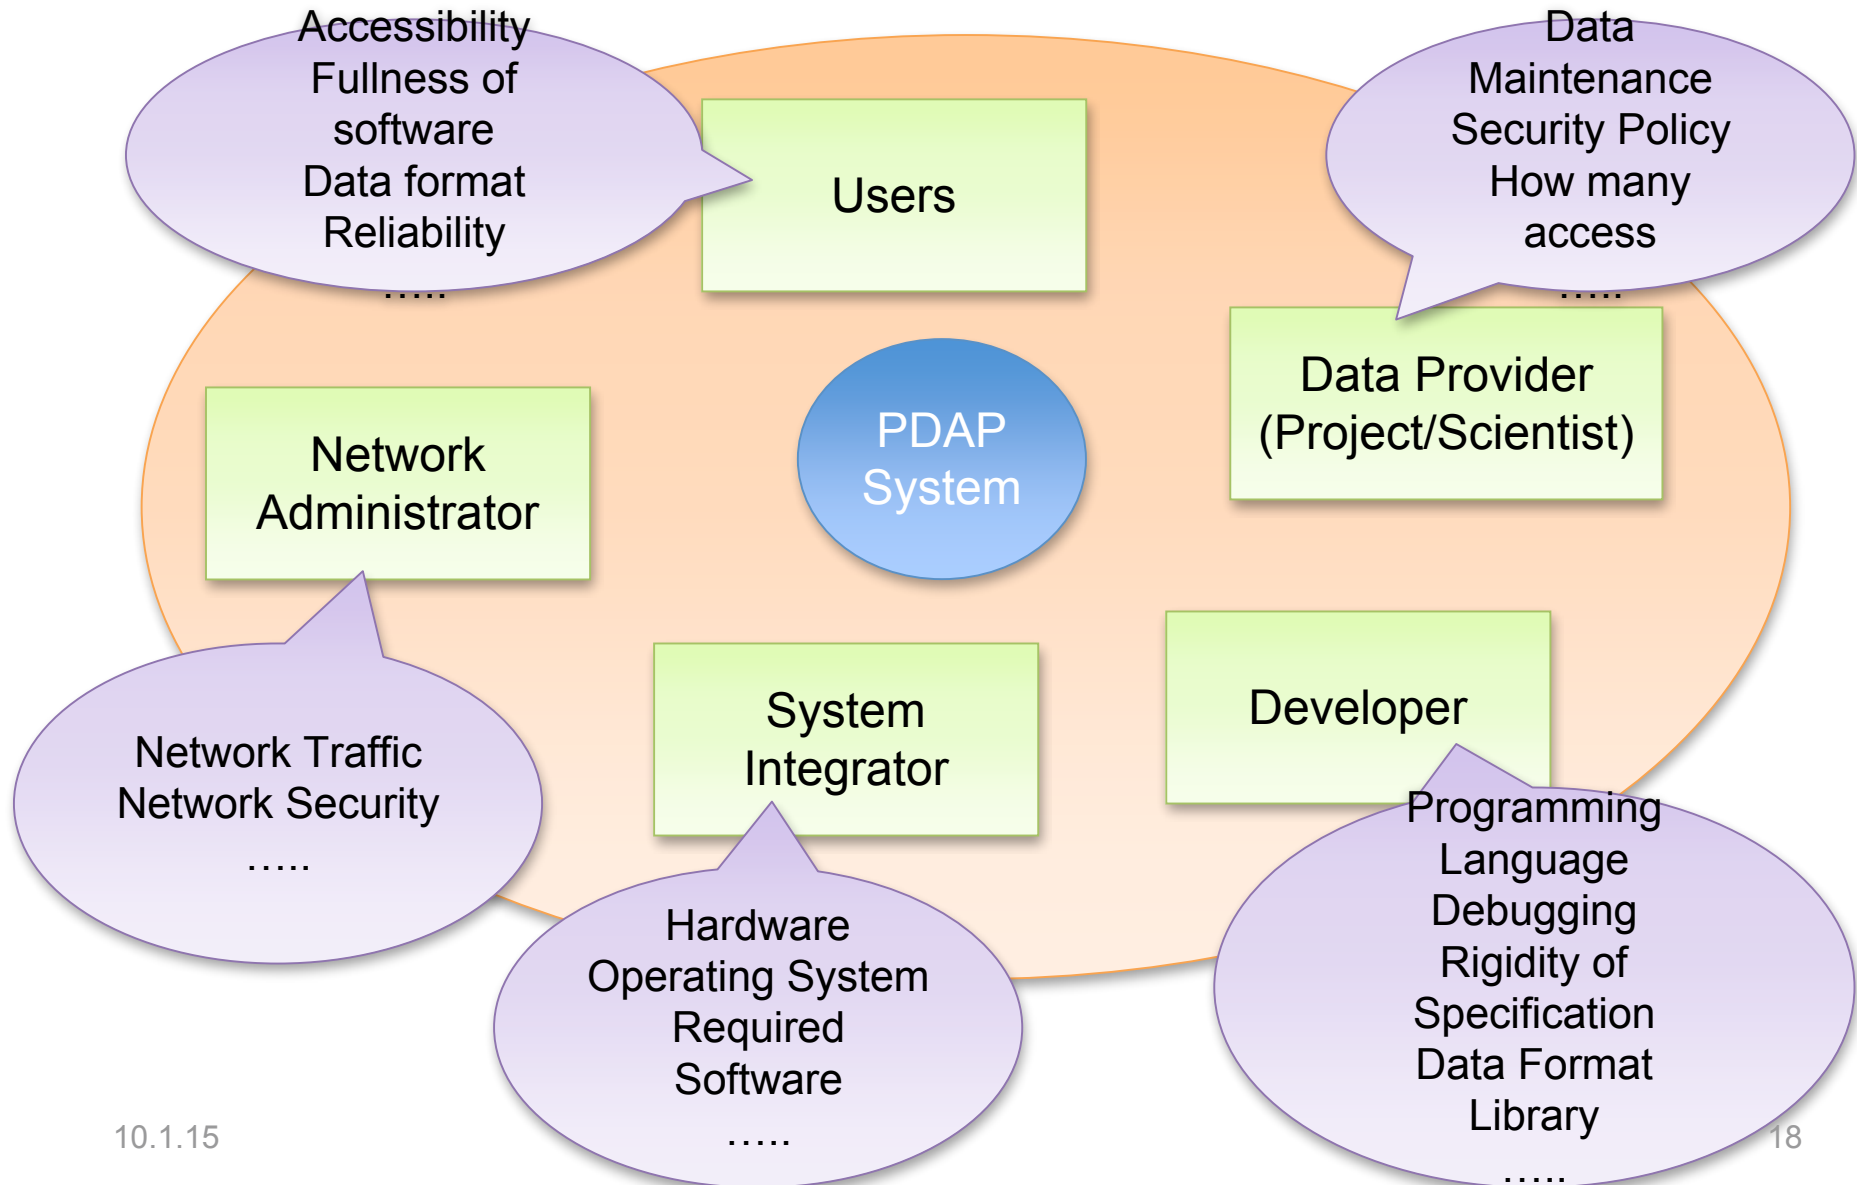 Accessibility
Fullness of
software
Data format
Reliability
.....
Users
Data
Maintenance
Security Policy
How many
access
.....
Data Provider
(Project/Scientist)
PDAP
System
Network
Administrator
Network Traffic
Network Security
.....
System
Integrator
Hardware
Operating System
Required
Software
.....
Developer
Programming
Language
Debugging
Rigidity of
Specification
Data Format
Library
.....
10.1.15
18